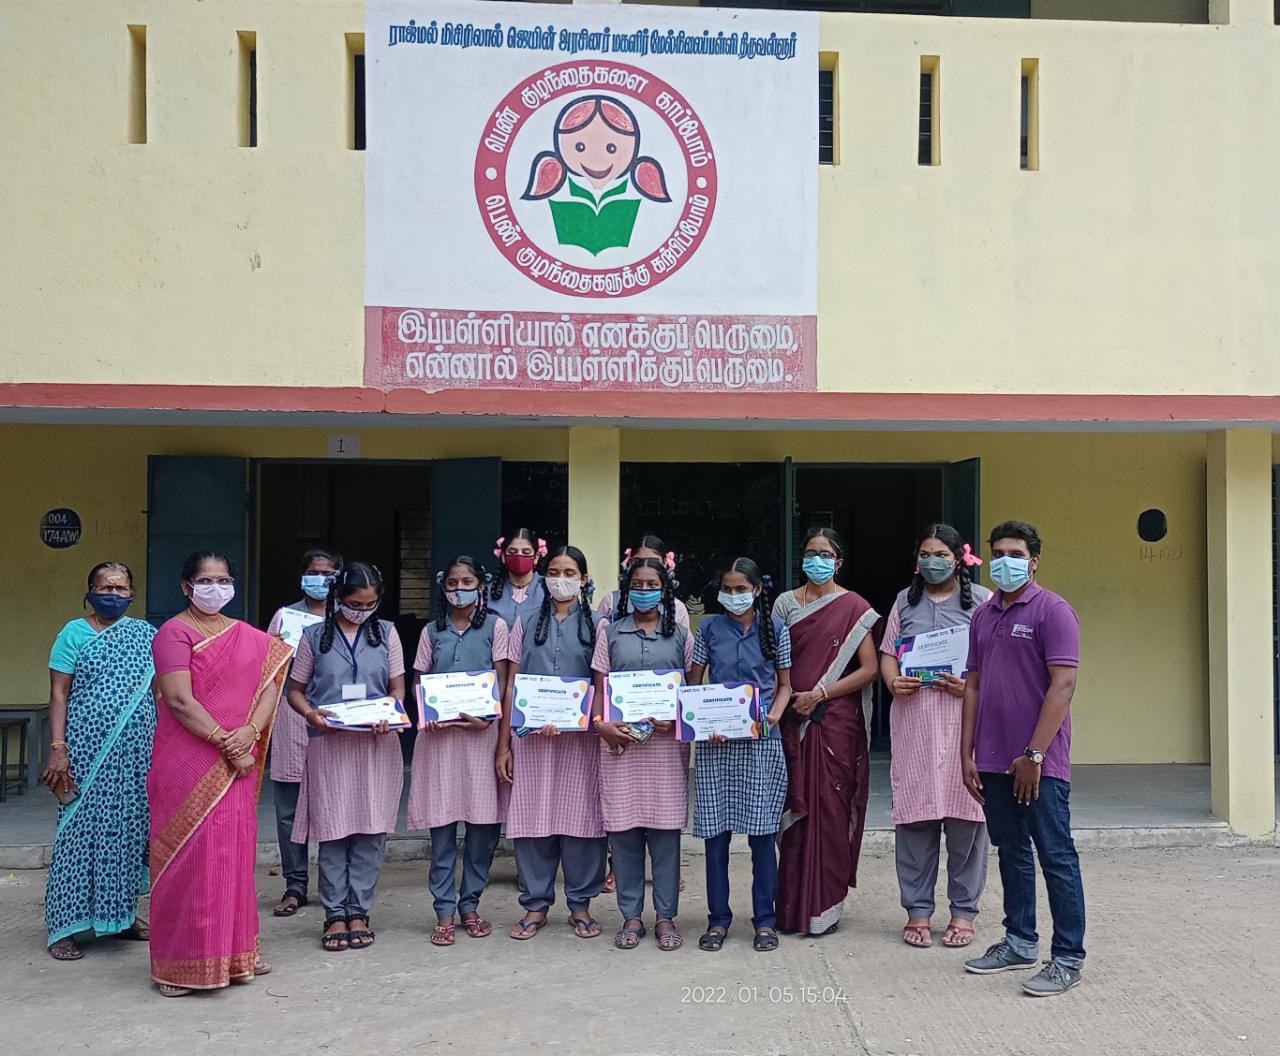 ராஜ்மல் மிசிரிலால் ஜெயின் அரசினர் மகளிர் மேல்நிலைப்பள்ளி திருவள்ளூர்
பெண் குழந்தைகளை காப்போம்
பெண் குழந்தைகளுக்கு கற்பிப்போம்
இப்பள்ளியால் எனக்குப் பெருமை,
என்னால் இப்பள்ளிக்குப் பெருமை.
1
004
174A(W)
CERTIFICATE
CERTIFICATE
CERTIFICATE
CERTIFICATE
2022/01/05 15:04